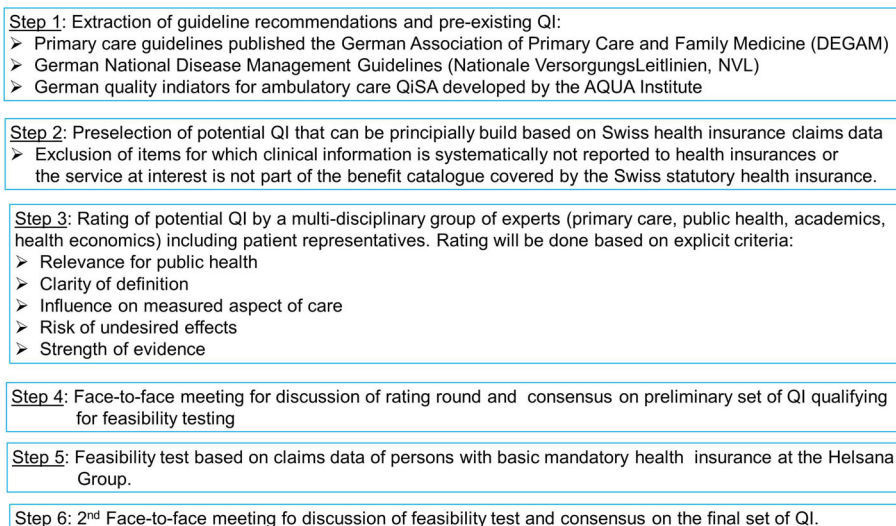 Step 1: Extraction of guideline recommendations and pre-existing QI:
➢ Primary care guidelines published the German Association of Primary Care and Family Medicine (DEGAM)
➢ German National Disease Management Guidelines (Nationale VersorgungsLeitlinien, NVL)
➢ German quality indiators for ambulatory care QiSA developed by the AQUA Institute
Step 2: Preselection of potential QI that can be principially build based on Swiss health insurance claims data
➢ Exclusion of items for which clinical information is systematically not reported to health insurances or
the service at interest is not part of the benefit catalogue covered by the Swiss statutory health insurance.
Step 3: Rating of potential QI by a multi-disciplinary group of experts (primary care, public health, academics,
health economics) including patient representatives. Rating will be done based on explicit criteria:
➢ Relevance for public health
➢ Clarity of definition
➢ Influence on measured aspect of care
➢ Risk of undesired effects
➢ Strength of evidence
Step 4: Face-to-face meeting for discussion of rating round and consensus on preliminary set of QI qualifying
for feasibility testing
Step 5: Feasibility test based on claims data of persons with basic mandatory health insurance at the Helsana
Group.
Step 6: 2nd Face-to-face meeting fo discussion of feasibility test and consensus on the final set of QI.